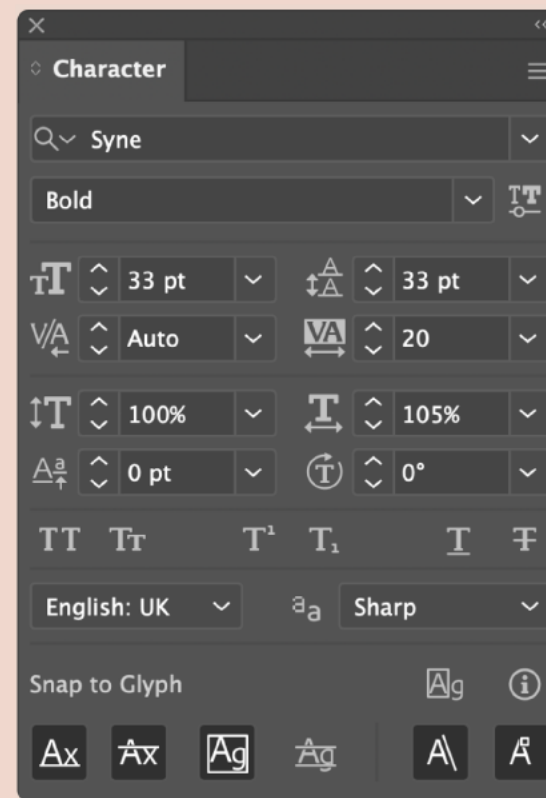 Character
Syne
Bold
33 pt 33 pt
Auto 20
100% 105%
0 pt 0°
English: UK Sharp
Snap to Glyph